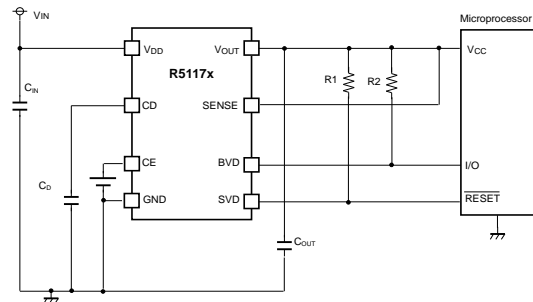 Microprocessor
VIN
VDD
VOUT
VCC
R5117x
R1
R2
CIN
CD
SENSE
CE
BVD
I/O
CD
GND
SVD
RESET
COUT